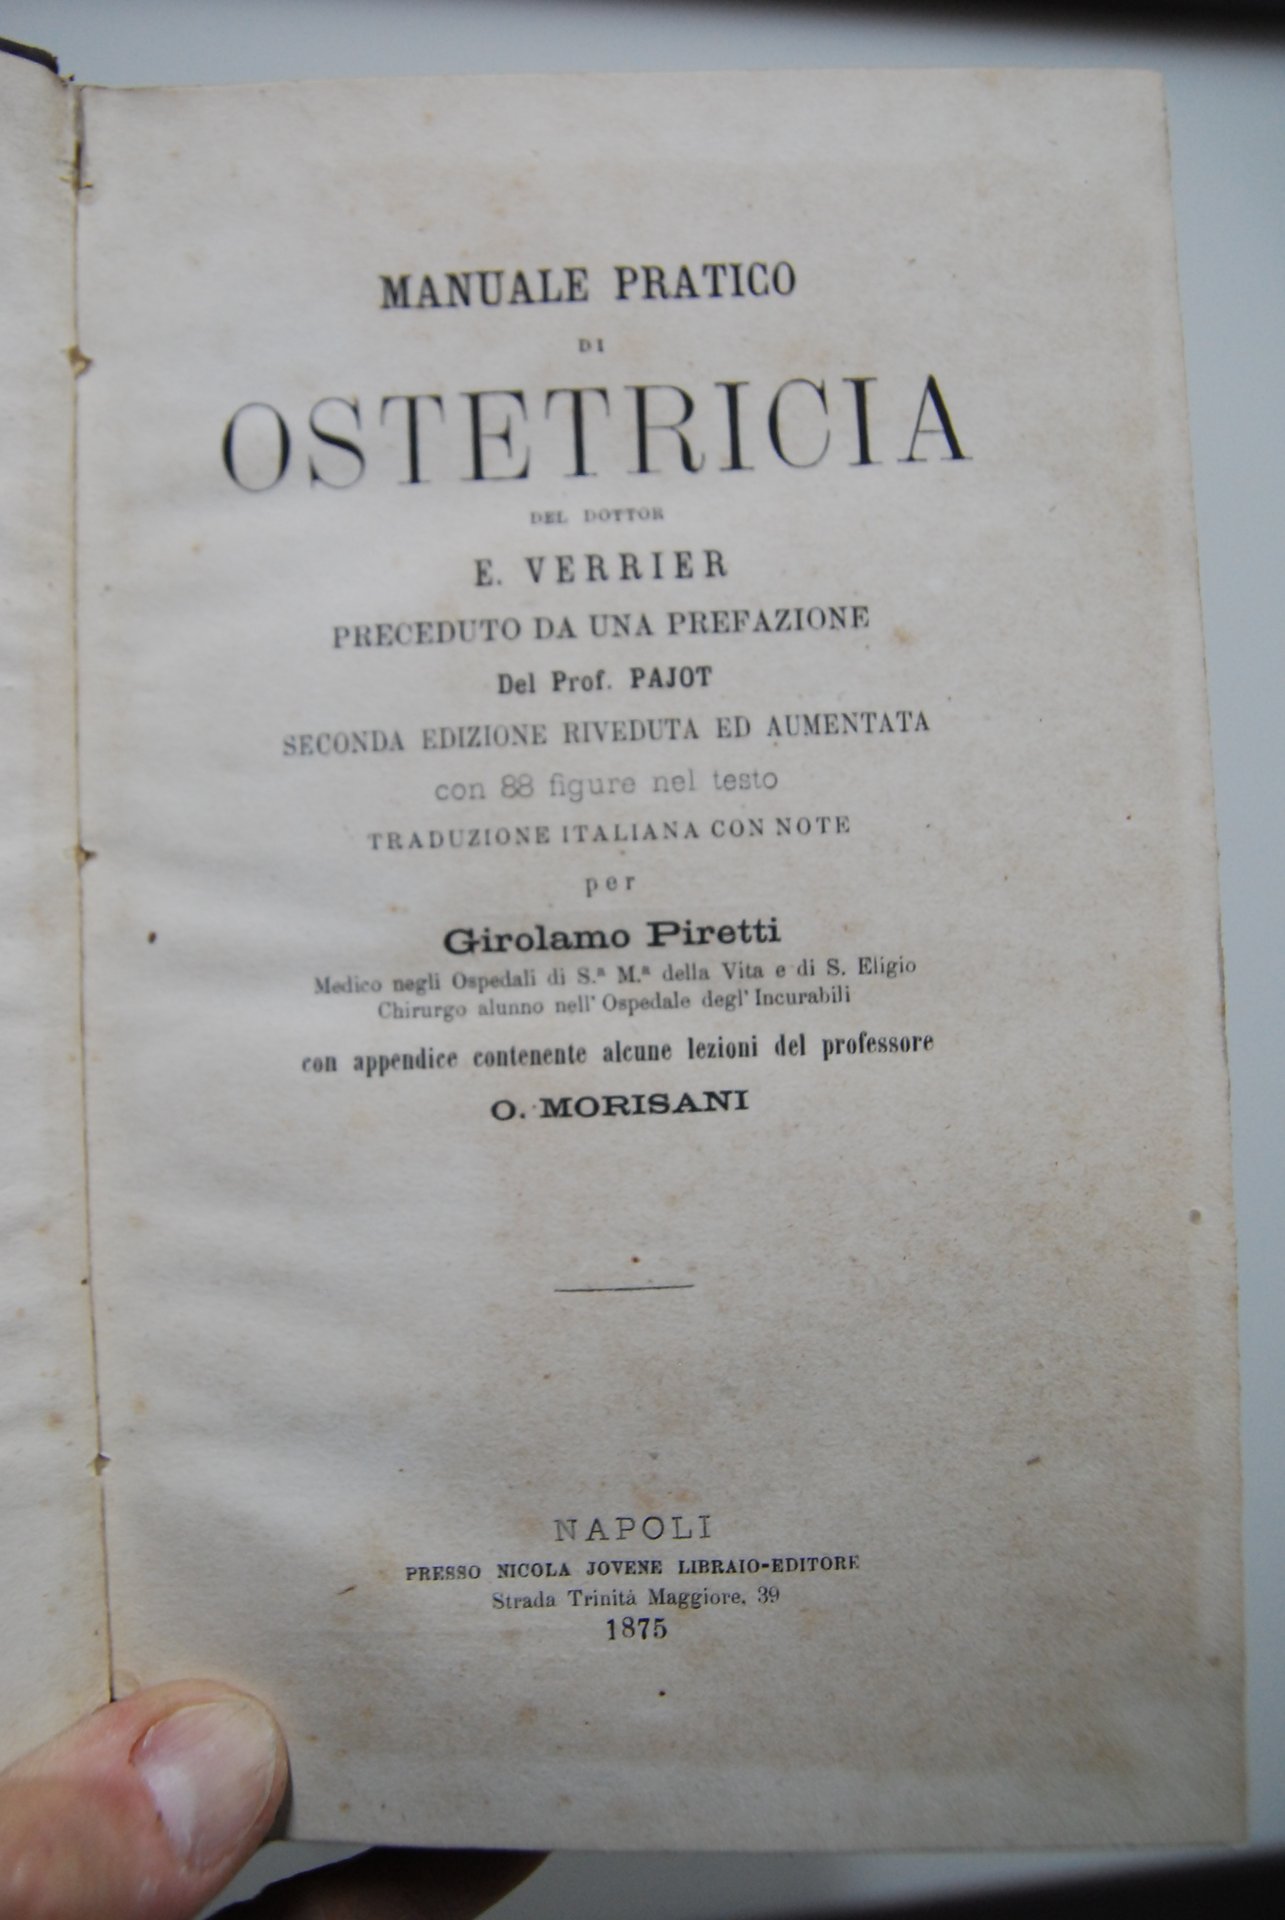 MANUALE PRATICO
DI
OSTETRICIA
DEL DOTTOR
E. VERRIER
PRECEDUTO DA UNA PREFAZIONE
Del Prof. PAJOT
SECONDA EDIZIONE RIVEDUTA ED AUMENTATA
con 88 figure nel testo
TRADUZIONE ITALIANA CON NOTE
per
Girolamo Piretti
Medico negli Ospedali di S.ª M.ª della Vita e di S. Eligio
Chirurgo alunno nell' Ospedale degl' Incurabili
con appendice contenente alcune lezioni del professore
O. MORISANI
NAPOLI
PRESSO NICOLA JOVENE LIBRAIO-EDITORE
Strada Trinitá Maggiore, 39
1875